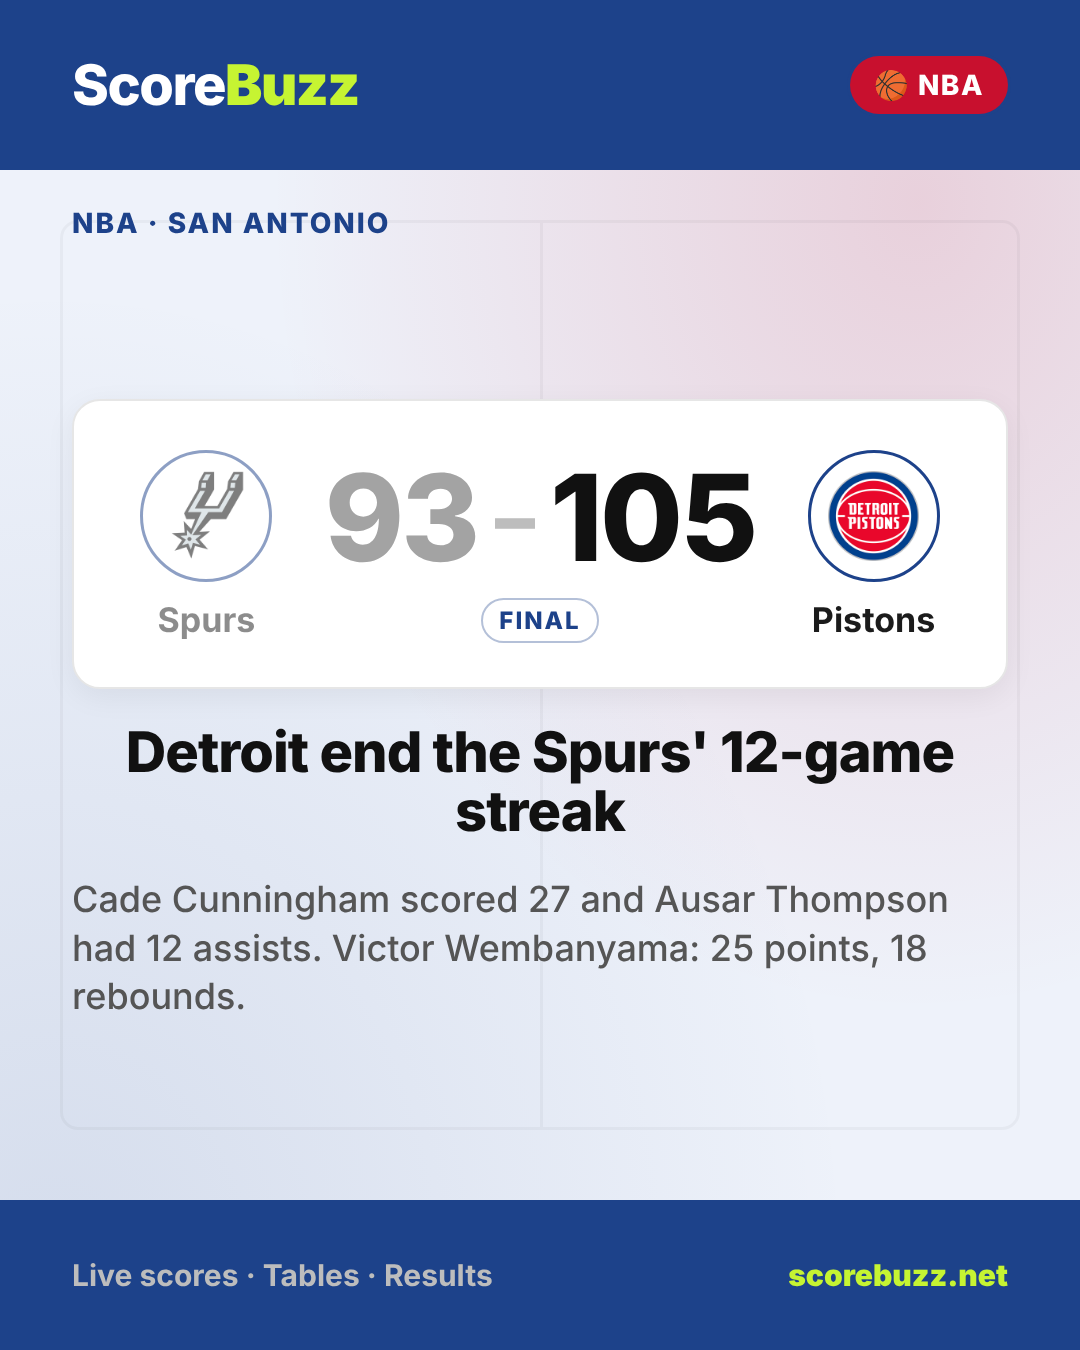 ScoreBuzz
NBA
NBA · SAN ANTONIO
93 - 105
DETROIT
PISTONS
Spurs
FINAL
Pistons
Detroit end the Spurs' 12-game
streak
Cade Cunningham scored 27 and Ausar Thompson
had 12 assists. Victor Wembanyama: 25 points, 18
rebounds.
Live scores · Tables · Results
scorebuzz.net